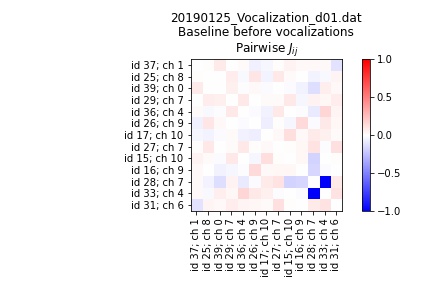 20190125_Vocalization_d01.dat
Baseline before vocalizations
Pairwise Jij
id 37; ch 1
id 25; ch 8
id 39; ch 0
id 29; ch 7
id 36; ch 4
id 26; ch 9
id 17; ch 10
id 27; ch 7
id 15; ch 10
id 16; ch 9
id 28; ch 7
id 33; ch 4
id 31; ch 6
1.0
0.5
0.0
−0.5
−1.0
id 37; ch 1
id 25; ch 8
id 39; ch 0
id 29; ch 7
id 36; ch 4
id 26; ch 9
id 17; ch 10
id 27; ch 7
id 15; ch 10
id 16; ch 9
id 28; ch 7
id 33; ch 4
id 31; ch 6